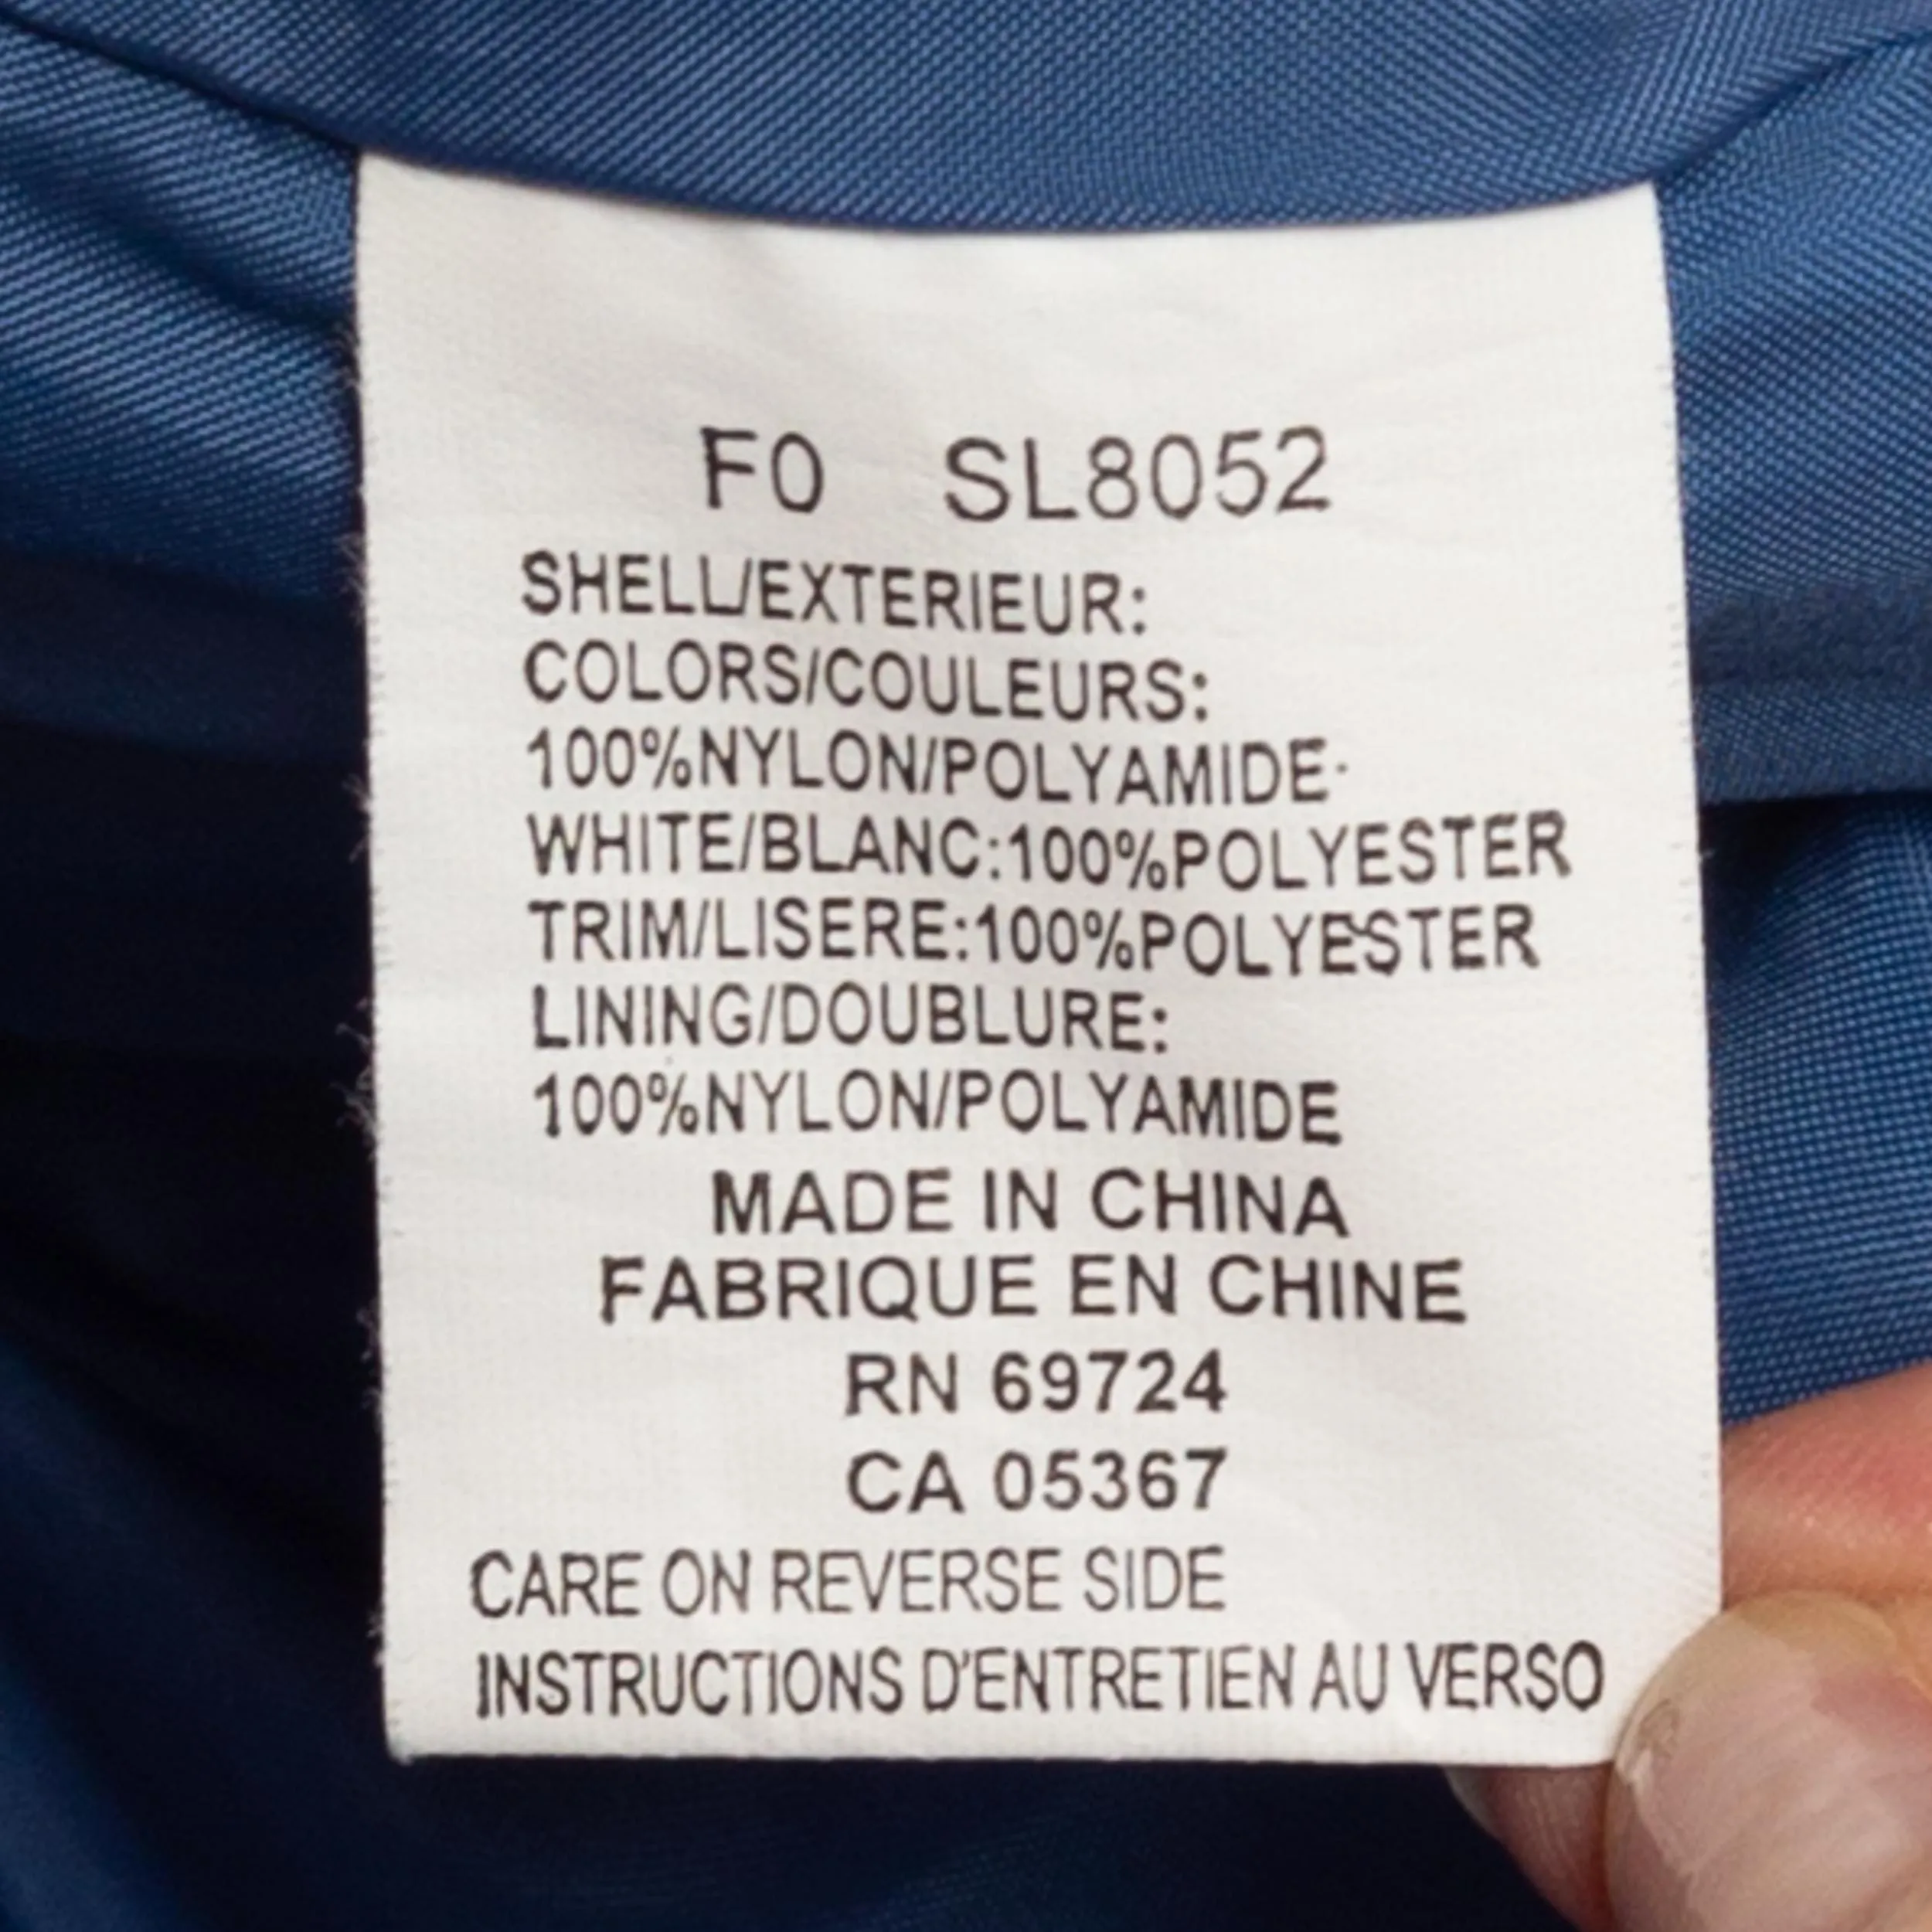 F0 SL8052
SHELL/EXTERIEUR:
COLORS/COULEURS:
100%NYLON/POLYAMIDE·
WHITE/BLANC:100%POLYESTER
TRIM/LISERE:100%POLYESTER
LINING/DOUBLURE:
100%NYLON/POLYAMIDE
MADE IN CHINA
FABRIQUE EN CHINE
RN 69724
CA 05367
CARE ON REVERSE SIDE
INSTRUCTIONS D'ENTRETIEN AU VERSO